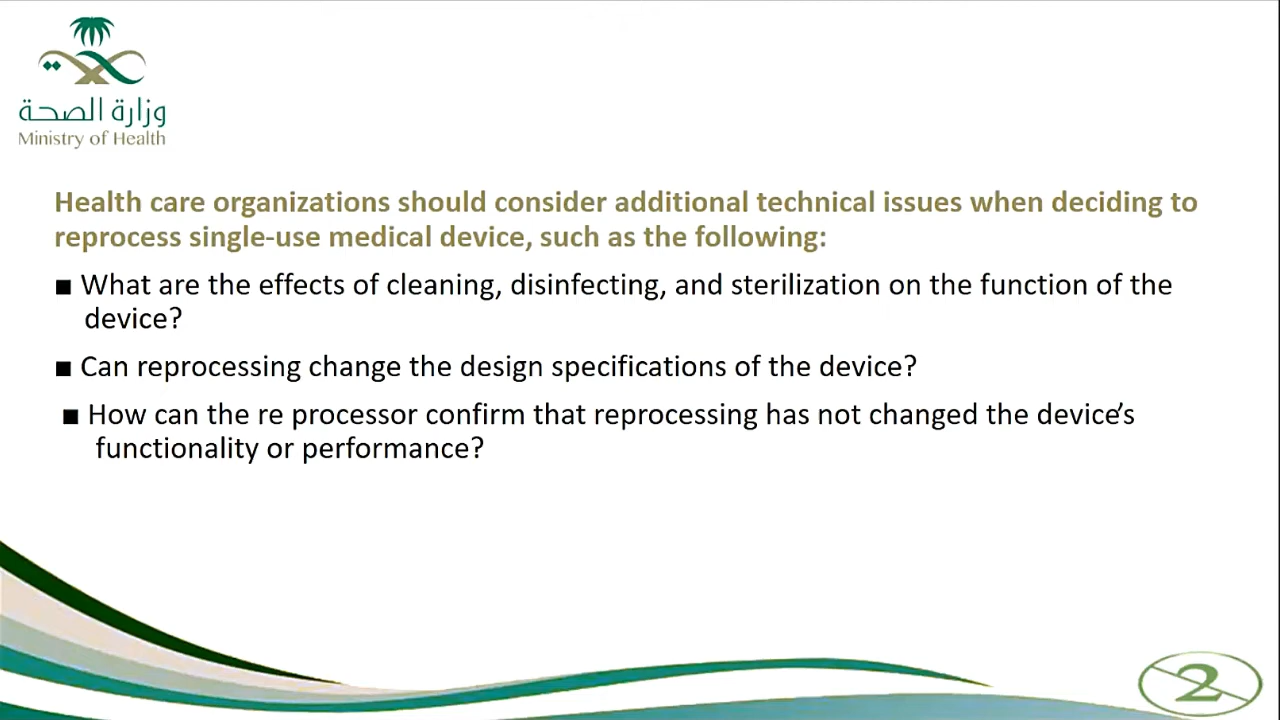 وزارة الصحة
Ministry of Health
Health care organizations should consider additional technical issues when deciding to
reprocess single-use medical device, such as the following:
■ What are the effects of cleaning, disinfecting, and sterilization on the function of the
device?
■ Can reprocessing change the design specifications of the device?
■ How can the re processor confirm that reprocessing has not changed the device’s
functionality or performance?
2